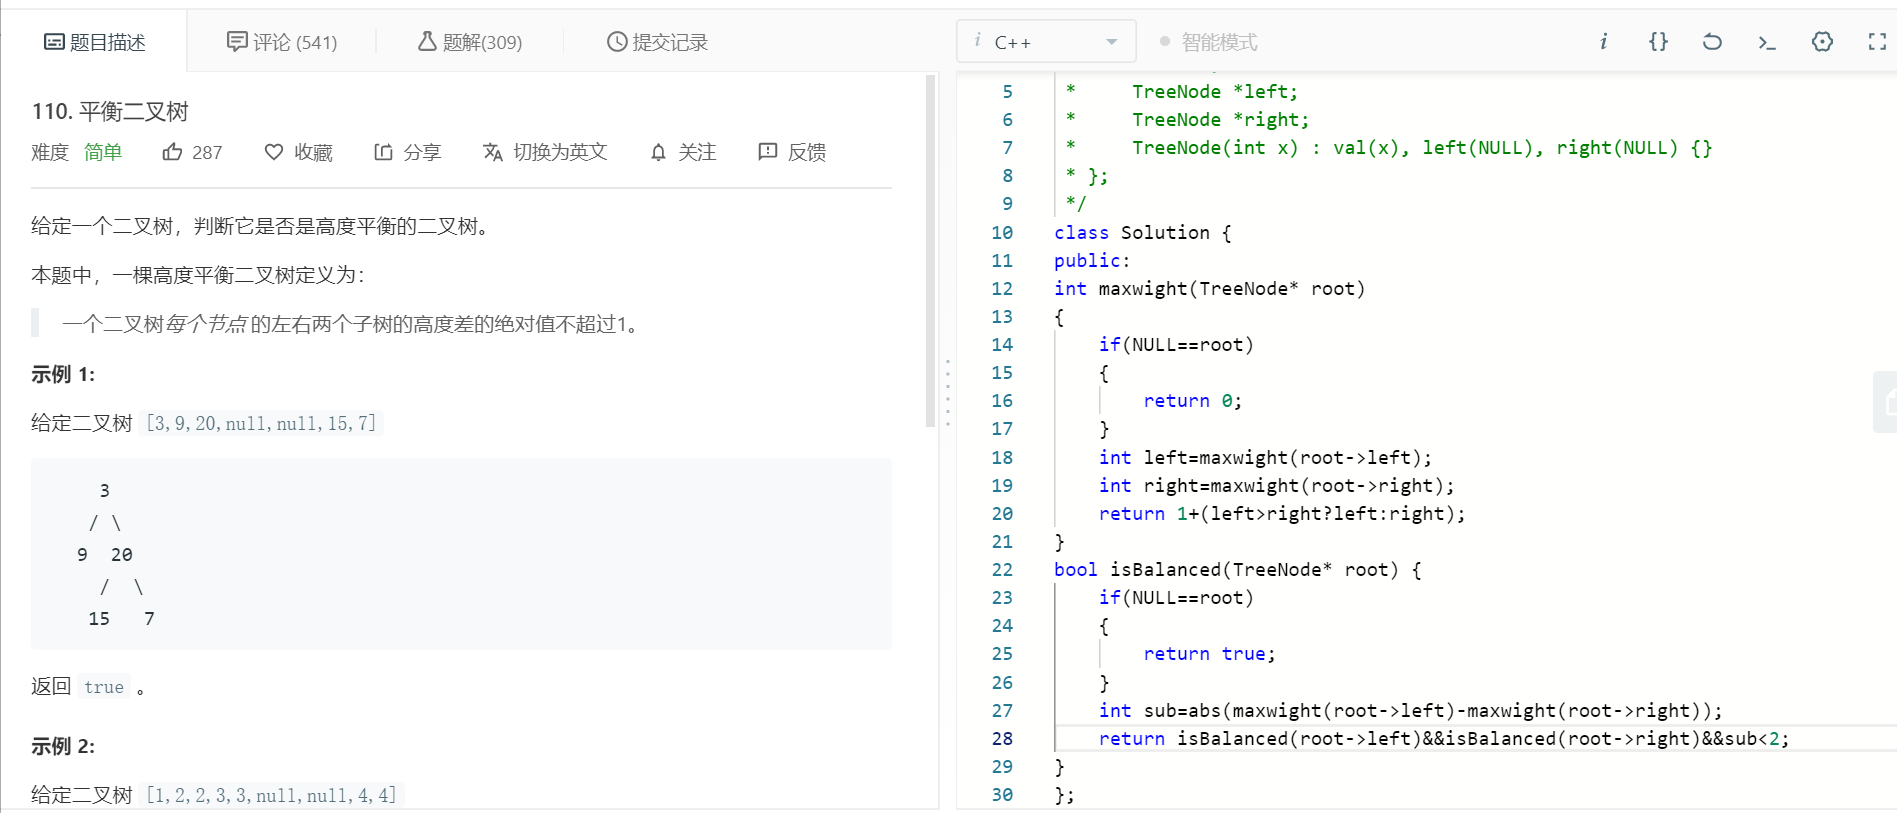 题目描述
评论 (541)
题解(309)
提交记录
i C++
智能模式
i {} >_
110. 平衡二叉树
难度 简单 287 收藏 分享 切换为英文 关注 反馈
给定一个二叉树，判断它是否是高度平衡的二叉树。
本题中，一棵高度平衡二叉树定义为：
一个二叉树每个节点 的左右两个子树的高度差的绝对值不超过1。
示例 1:
给定二叉树 [3,9,20,null,null,15,7]
3
/ \
9 20
/ \
15 7
返回 true 。
示例 2:
给定二叉树 [1,2,2,3,3,null,null,4,4]
5 * TreeNode *left;
6 * TreeNode *right;
7 * TreeNode(int x) : val(x), left(NULL), right(NULL) {}
8 * };
9 */
10 class Solution {
11 public:
12 int maxwight(TreeNode* root)
13 {
14 if(NULL==root)
15 {
16 return 0;
17 }
18 int left=maxwight(root->left);
19 int right=maxwight(root->right);
20 return 1+(left>right?left:right);
21 }
22 bool isBalanced(TreeNode* root) {
23 if(NULL==root)
24 {
25 return true;
26 }
27 int sub=abs(maxwight(root->left)-maxwight(root->right));
28 return isBalanced(root->left)&&isBalanced(root->right)&&sub<2;
29 }
30 };